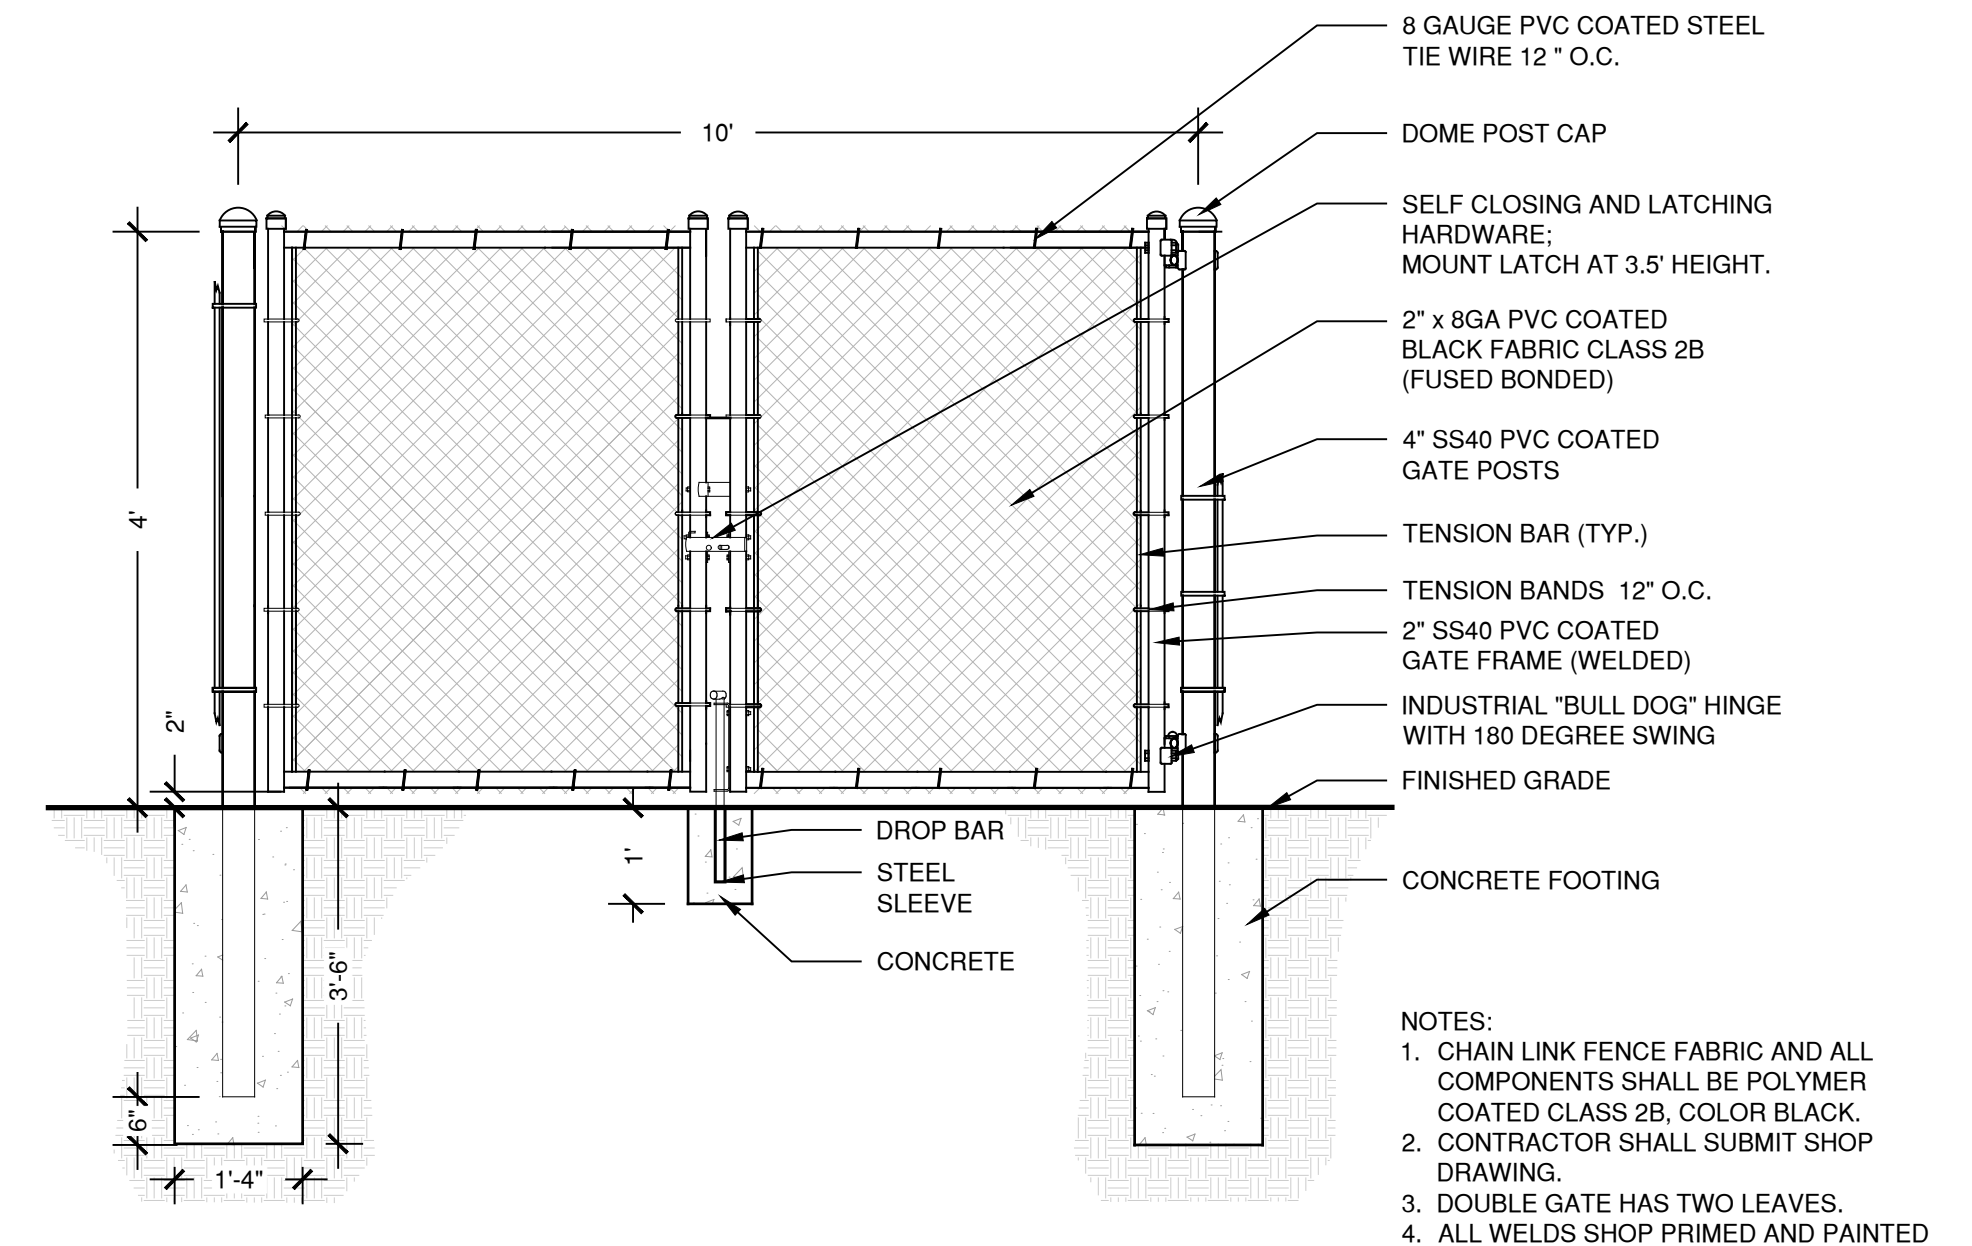 8 GAUGE PVC COATED STEEL
TIE WIRE 12 " O.C.
10'
DOME POST CAP
SELF CLOSING AND LATCHING
HARDWARE;
MOUNT LATCH AT 3.5' HEIGHT.
2" x 8GA PVC COATED
BLACK FABRIC CLASS 2B
(FUSED BONDED)
4" SS40 PVC COATED
GATE POSTS
4'
TENSION BAR (TYP.)
TENSION BANDS 12" O.C.
2" SS40 PVC COATED
GATE FRAME (WELDED)
2"
INDUSTRIAL "BULL DOG" HINGE
WITH 180 DEGREE SWING
FINISHED GRADE
DROP BAR
1'
STEEL
SLEEVE
CONCRETE FOOTING
CONCRETE
3'-6"
6"
1'-4"
NOTES:
1. CHAIN LINK FENCE FABRIC AND ALL
COMPONENTS SHALL BE POLYMER
COATED CLASS 2B, COLOR BLACK.
2. CONTRACTOR SHALL SUBMIT SHOP
DRAWING.
3. DOUBLE GATE HAS TWO LEAVES.
4. ALL WELDS SHOP PRIMED AND PAINTED